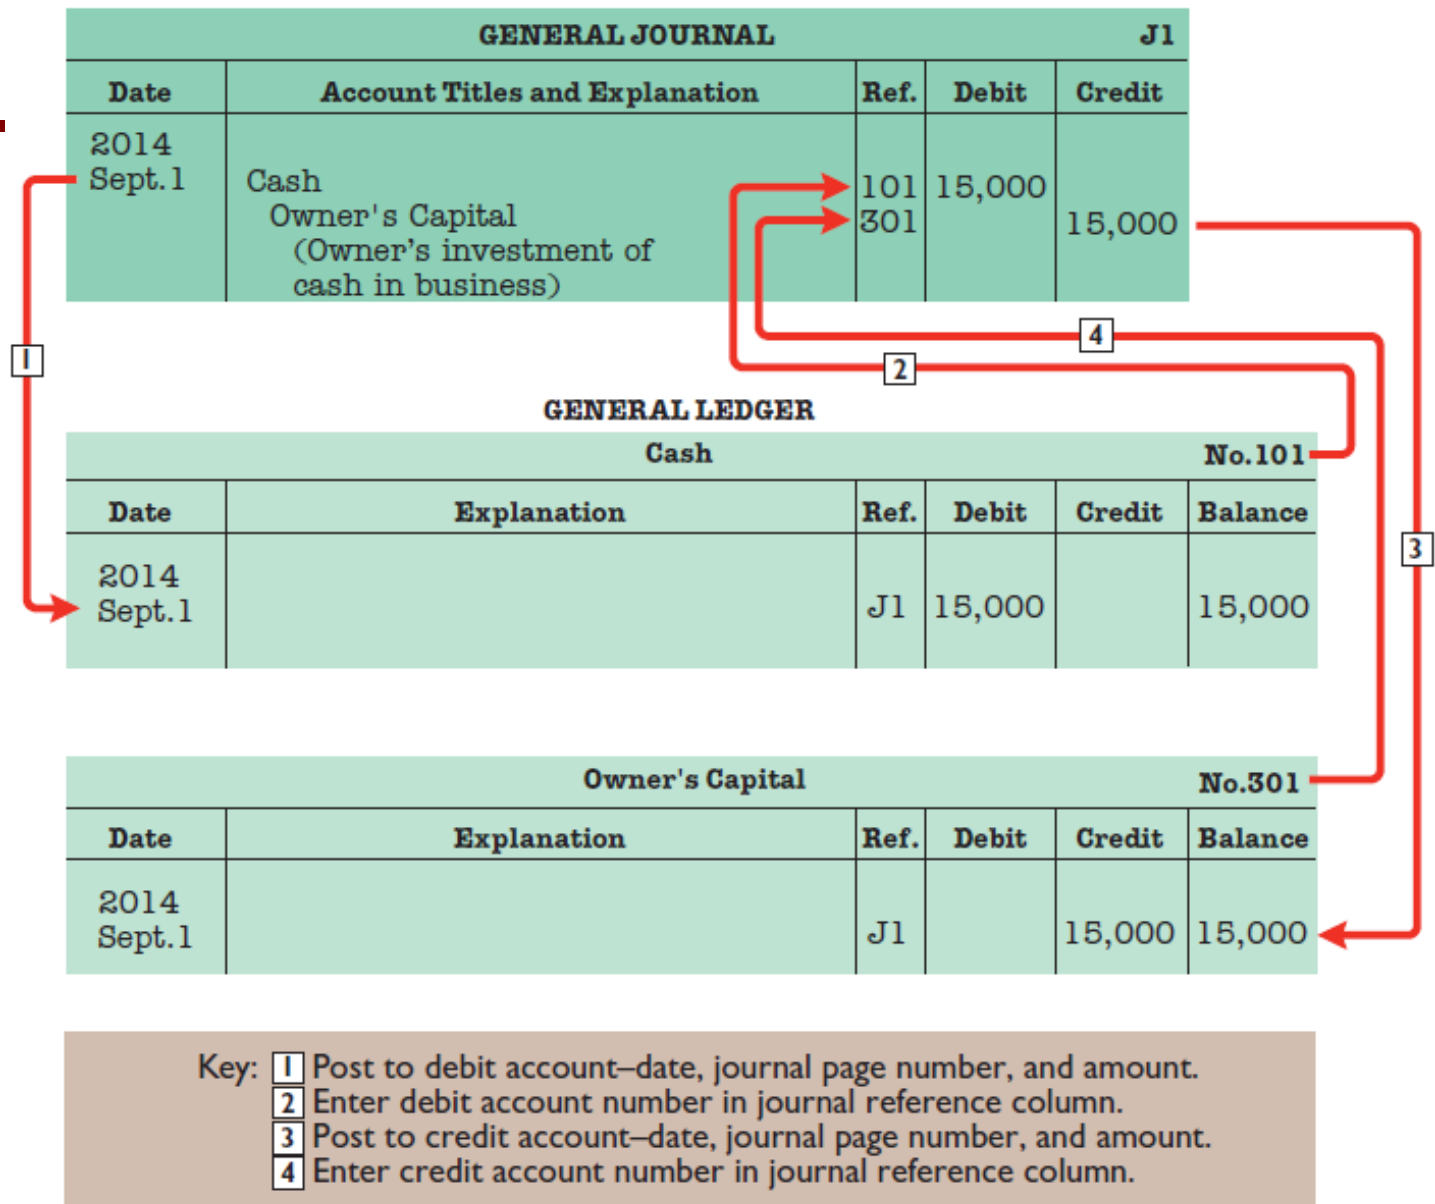 GENERAL JOURNAL J1
Date Account Titles and Explanation Ref. Debit Credit
2014
Sept.1 Cash 101 15,000
Owner's Capital 301 15,000
(Owner’s investment of
cash in business)
4
1
2
GENERAL LEDGER
Cash No.101
Date Explanation Ref. Debit Credit Balance
3
2014
Sept.1 J1 15,000 15,000
Owner's Capital No.301
Date Explanation Ref. Debit Credit Balance
2014
Sept.1 J1 15,000 15,000
Key: 1 Post to debit account–date, journal page number, and amount.
2 Enter debit account number in journal reference column.
3 Post to credit account–date, journal page number, and amount.
4 Enter credit account number in journal reference column.